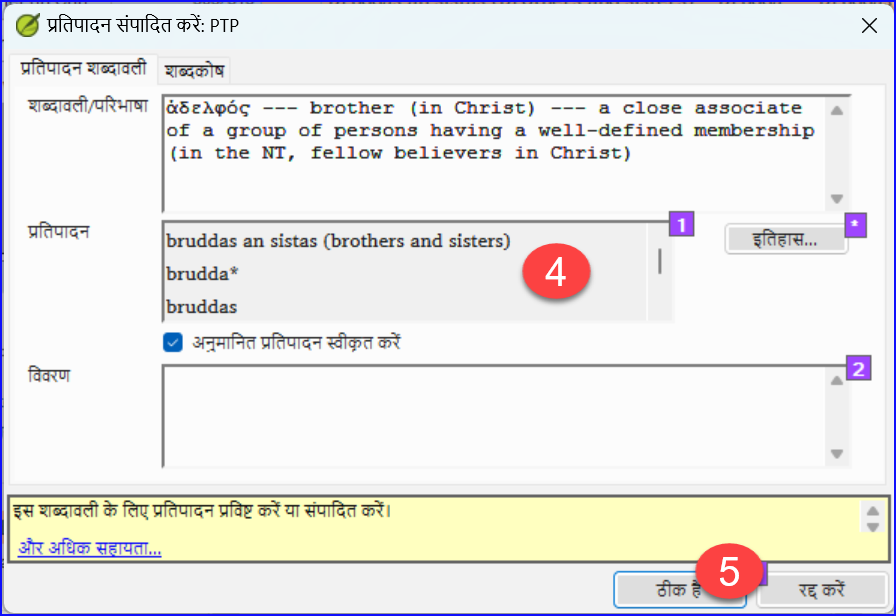 प्रतिपादन संपादित करें: PTP
प्रतिपादन शब्दावली शब्दकोष
शब्दावली/परिभाषा
ἀδελφός --- brother (in Christ) --- a close associate
of a group of persons having a well-defined membership
(in the NT, fellow believers in Christ)
प्रतिपादन
1
*
bruddas an sistas (brothers and sisters)
इतिहास...
brudda*
4
bruddas
अनुमानित प्रतिपादन स्वीकृत करें
विवरण
2
इस शब्दावली के लिए प्रतिपादन प्रविष्ट करें या संपादित करें।
और अधिक सहायता...
ठीक है
5
रद्द करें